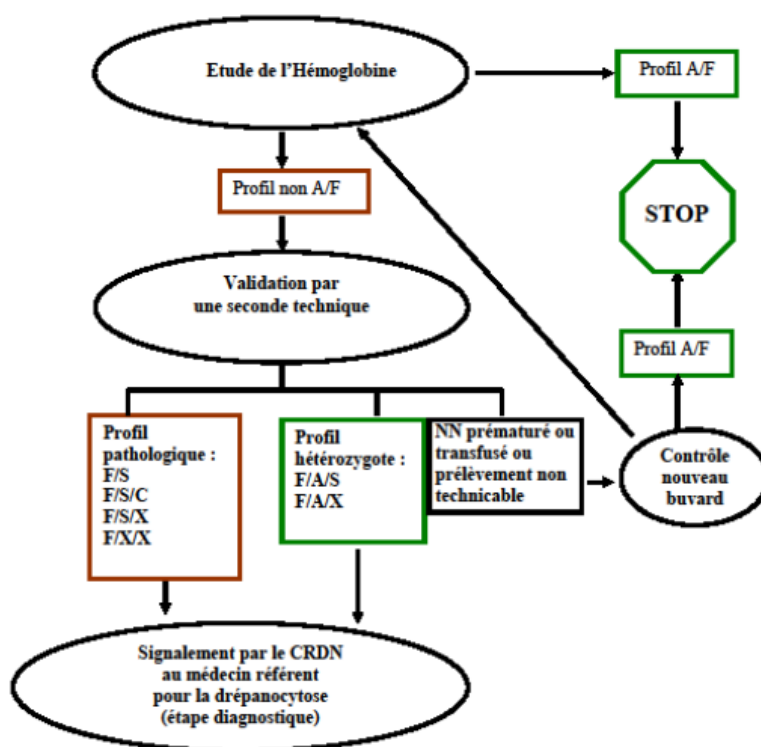 Etude de l'Hémoglobine
Profil A/F
Profil non A/F
STOP
Validation par
une seconde technique
Profil A/F
Profil
pathologique :
F/S
F/S/C
F/S/X
F/X/X
Profil
hétérozygote :
F/A/S
F/A/X
NN prématuré ou
transfusé ou
prélèvement non
technicable
Contrôle
nouveau
buvard
Signalement par le CRDN
au médecin référent
pour la drépanocytose
(étape diagnostique)